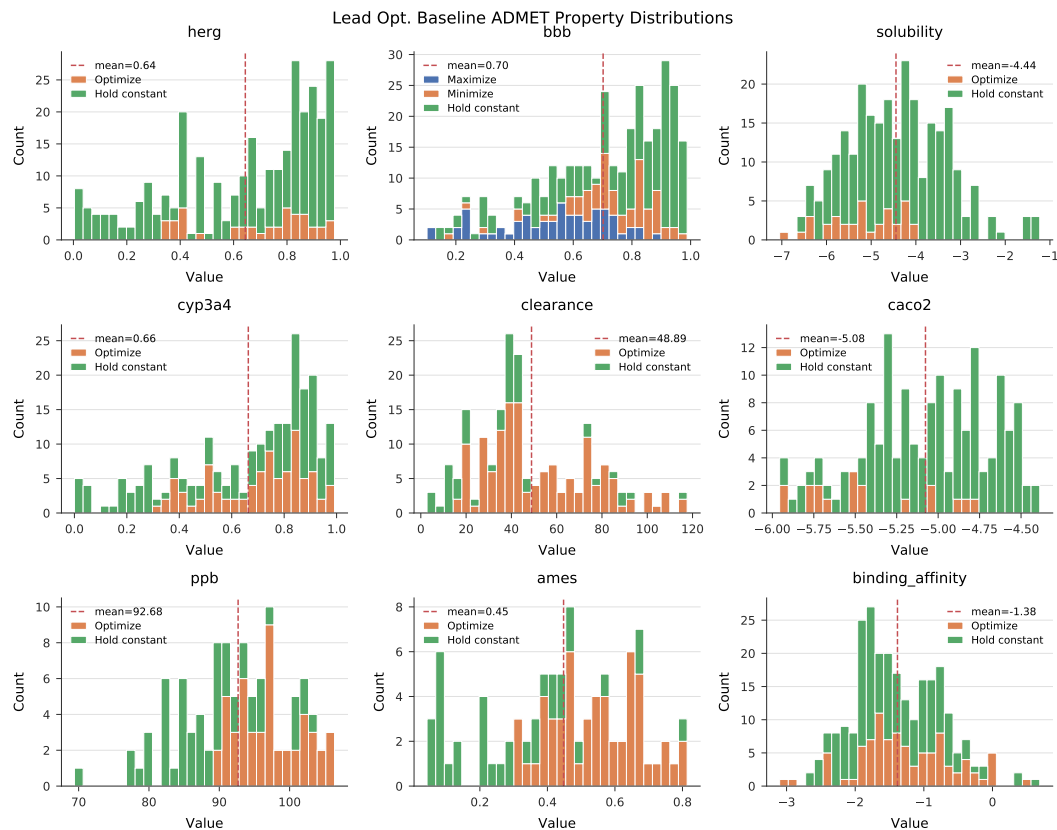 Lead Opt. Baseline ADMET Property Distributions
herg
mean=0.64
Optimize
Hold constant
Count
0
5
10
15
20
25
0.0 0.2 0.4 0.6 0.8 1.0
Value
bbb
mean=0.70
Maximize
Minimize
Hold constant
Count
0
5
10
15
20
25
30
0.2 0.4 0.6 0.8 1.0
Value
solubility
mean=-4.44
Optimize
Hold constant
Count
0
5
10
15
20
−7 −6 −5 −4 −3 −2 −1
Value
cyp3a4
mean=0.66
Optimize
Hold constant
Count
0
5
10
15
20
25
0.0 0.2 0.4 0.6 0.8 1.0
Value
clearance
mean=48.89
Optimize
Hold constant
Count
0
5
10
15
20
25
0 20 40 60 80 100 120
Value
caco2
mean=-5.08
Optimize
Hold constant
Count
0
2
4
6
8
10
12
−6.00 −5.75 −5.50 −5.25 −5.00 −4.75 −4.50
Value
ppb
mean=92.68
Optimize
Hold constant
Count
0
2
4
6
8
10
70 80 90 100
Value
ames
mean=0.45
Optimize
Hold constant
Count
0
2
4
6
8
0.2 0.4 0.6 0.8
Value
binding_affinity
mean=-1.38
Optimize
Hold constant
Count
0
5
10
15
20
25
−3 −2 −1 0
Value